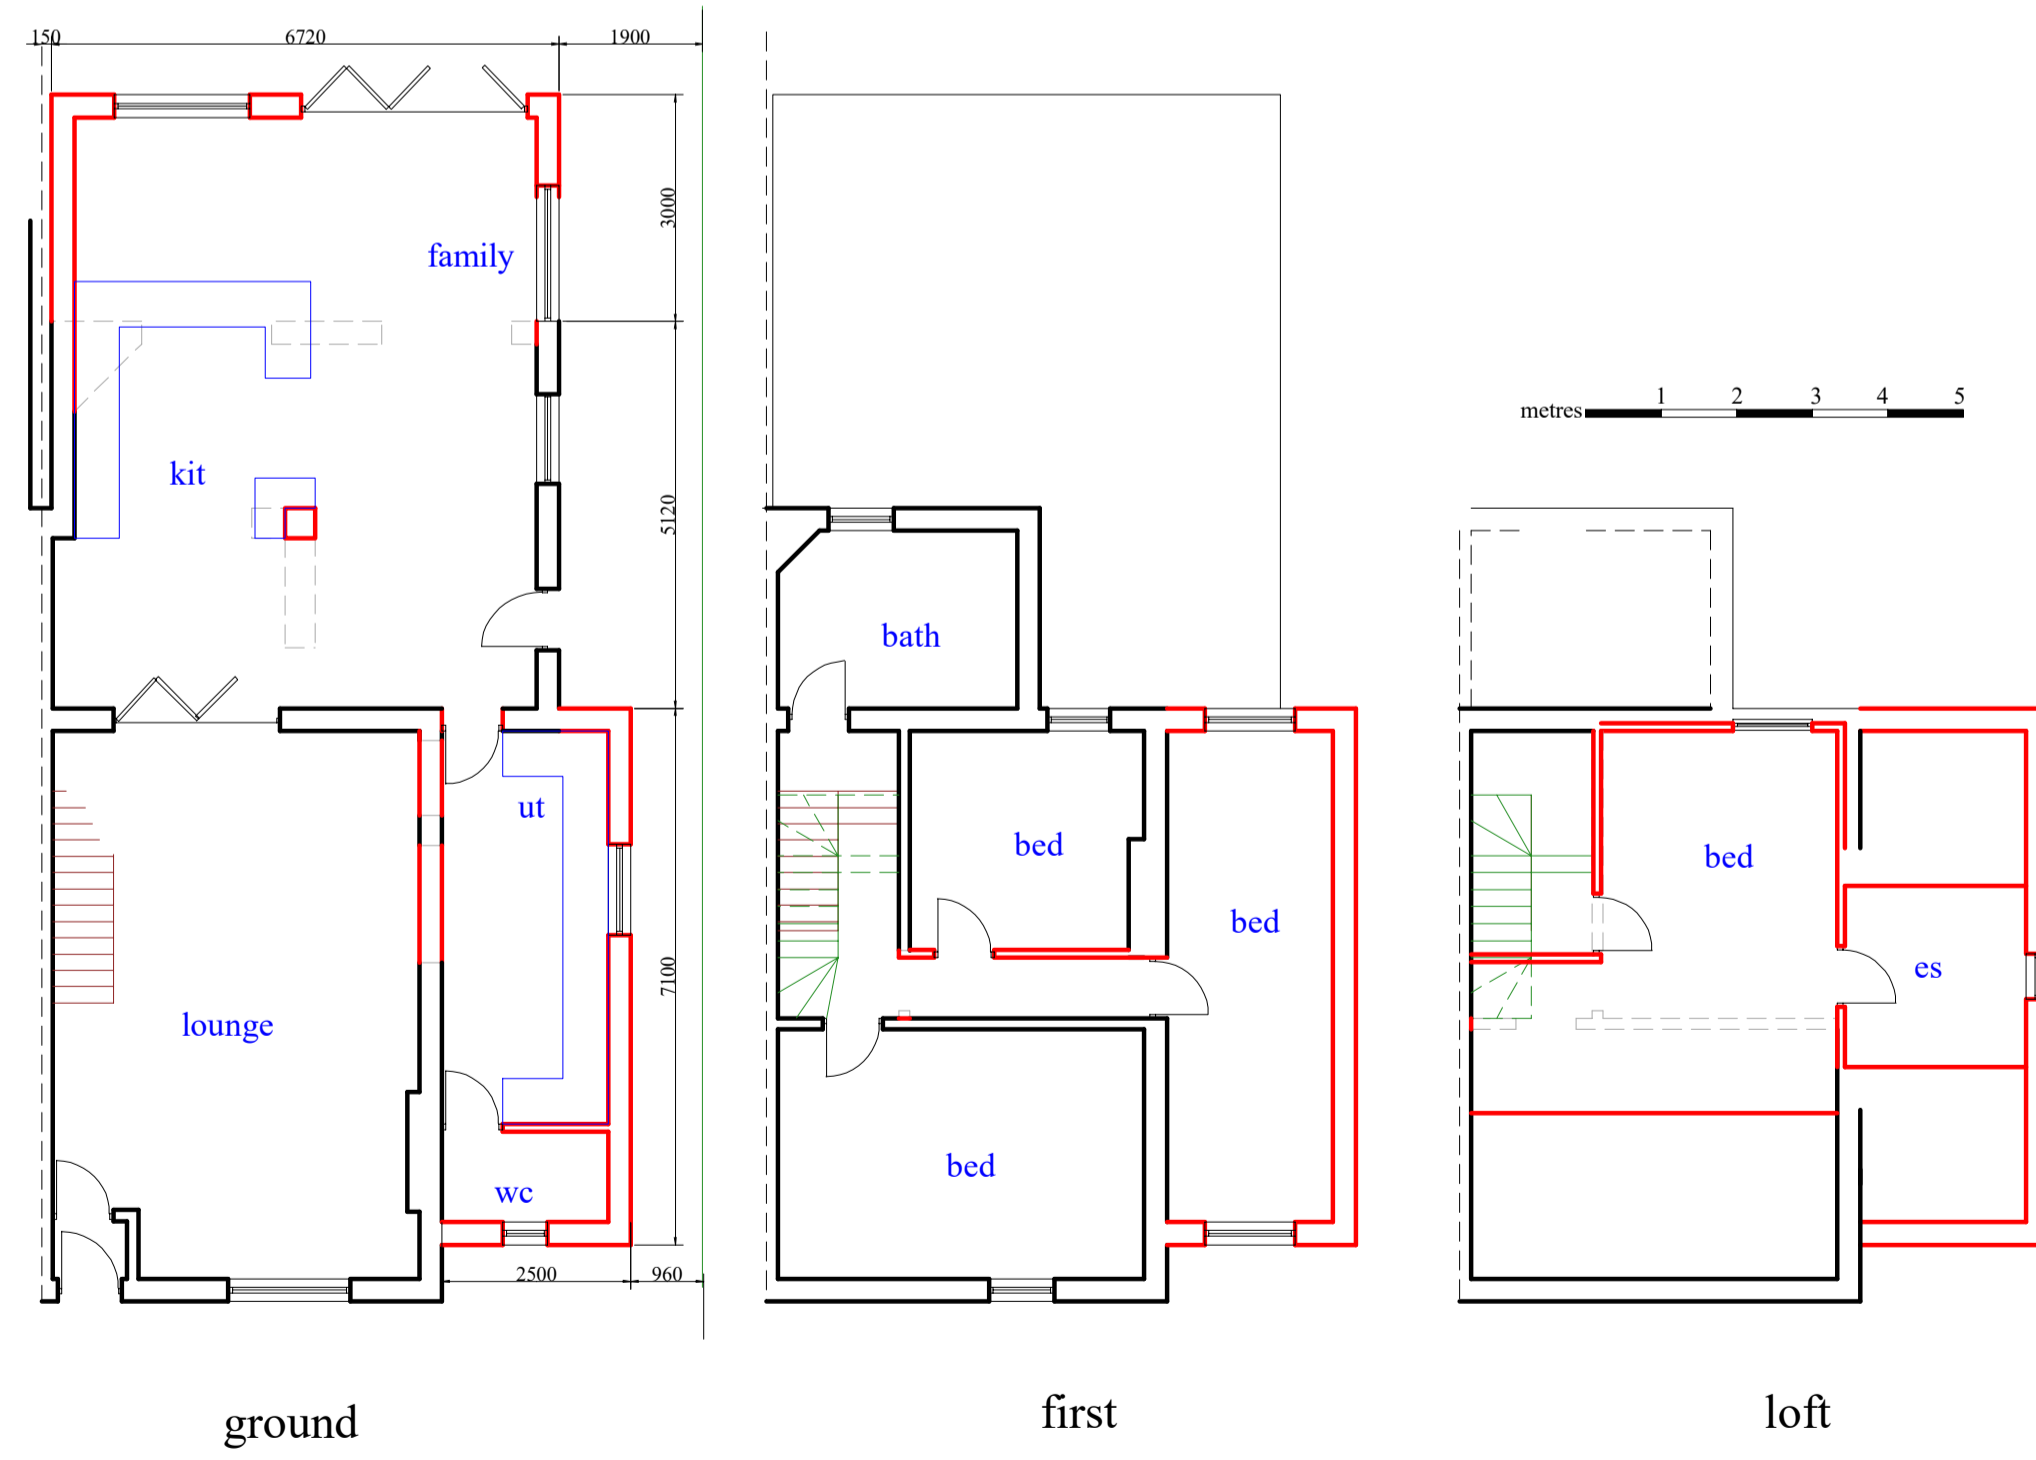 150 6720 1900
3000
family
metres 1 2 3 4 5
kit
5120
bath
ut
bed
bed
bed
es
7100
lounge
bed
wc
2500 960
ground
first
loft